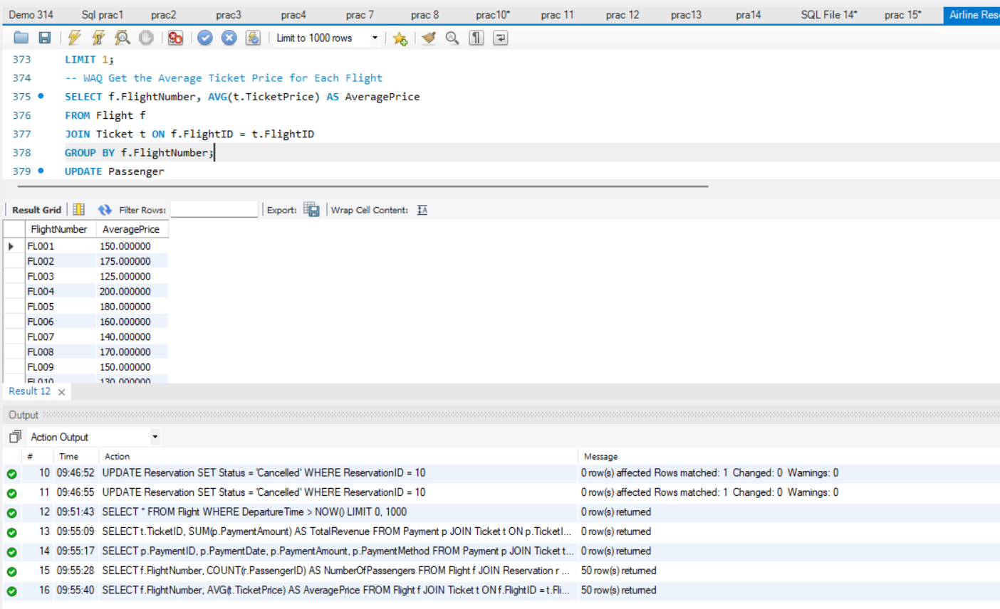 Demo 314 Sql prac1 prac2 prac3 prac4 prac 7 prac 8 prac10* prac 11 prac 12 prac13 pra14 SQL File 14* prac 15* Airline Res
Limit to 1000 rows
373 LIMIT 1;
374 -- WAQ Get the Average Ticket Price for Each Flight
375 SELECT f.FlightNumber, AVG(t.TicketPrice) AS AveragePrice
376 FROM Flight f
377 JOIN Ticket t ON f.FlightID = t.FlightID
378 GROUP BY f.FlightNumber;
379 UPDATE Passenger
Result Grid Filter Rows: Export: Wrap Cell Content:
FlightNumber AveragePrice
FL001 150.000000
FL002 175.000000
FL003 125.000000
FL004 200.000000
FL005 180.000000
FL006 160.000000
FL007 140.000000
FL008 170.000000
FL009 150.000000
FL010 130.000000
Result 12
Output
Action Output
# Time Action Message
10 09:46:52 UPDATE Reservation SET Status = 'Cancelled' WHERE ReservationID = 10 0 row(s) affected Rows matched: 1 Changed: 0 Warnings: 0
11 09:46:55 UPDATE Reservation SET Status = 'Cancelled' WHERE ReservationID = 10 0 row(s) affected Rows matched: 1 Changed: 0 Warnings: 0
12 09:51:43 SELECT * FROM Flight WHERE DepartureTime > NOW() LIMIT 0, 1000 0 row(s) returned
13 09:55:09 SELECT t.TicketID, SUM(p.PaymentAmount) AS TotalRevenue FROM Payment p JOIN Ticket t ON p.TicketI... 0 row(s) returned
14 09:55:17 SELECT p.PaymentID, p.PaymentDate, p.PaymentAmount, p.PaymentMethod FROM Payment p JOIN Ticket t... 0 row(s) returned
15 09:55:28 SELECT f.FlightNumber, COUNT(r.PassengerID) AS NumberOfPassengers FROM Flight f JOIN Reservation r ... 50 row(s) returned
16 09:55:40 SELECT f.FlightNumber, AVG(t.TicketPrice) AS AveragePrice FROM Flight f JOIN Ticket t ON f.FlightID = t.Fli... 50 row(s) returned